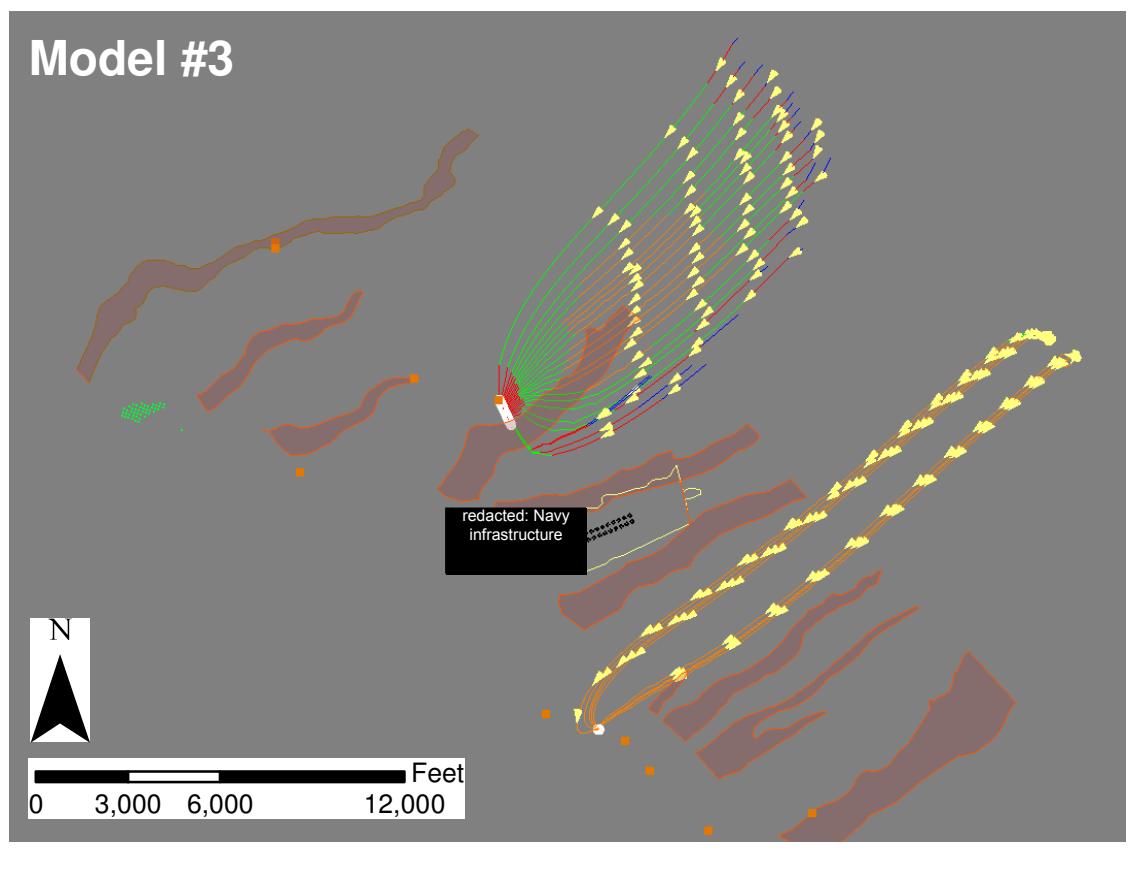 Model #3
redacted: Navy
infrastructure
N
Feet
0 3,000 6,000 12,000